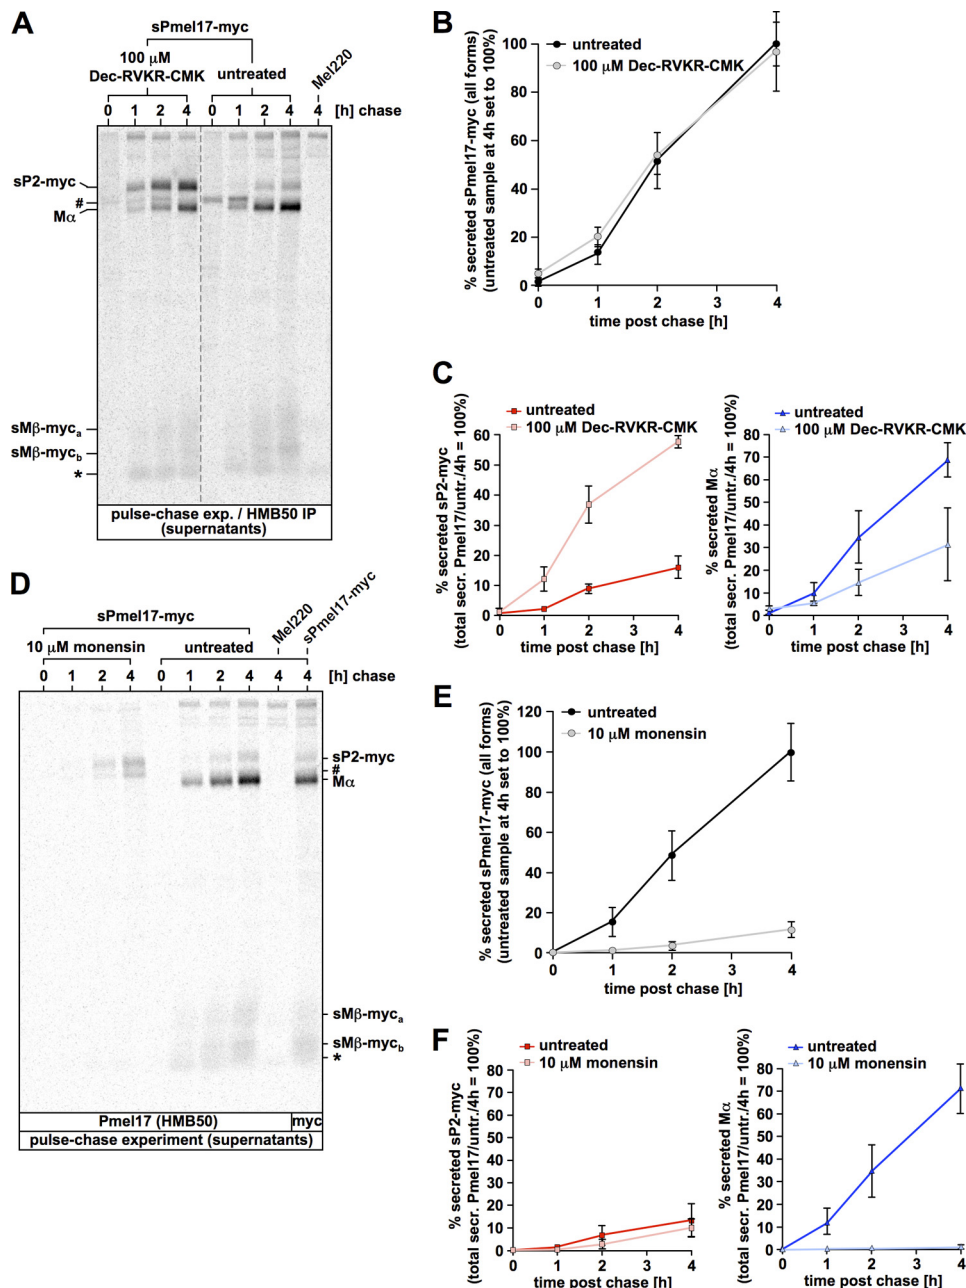 A
sPmel17-myc
100 µM
Dec-RVKR-CMK
untreated
Mel220
0 1 2 4 0 1 2 4 4 [h] chase
sP2-myc
#
Mα
sMβ-myca
sMβ-mycb
*
pulse-chase exp. / HMB50 IP
(supernatants)
B
% secreted sPmel17-myc (all forms)
(untreated sample at 4h set to 100%)
untreated
100 µM Dec-RVKR-CMK
100
80
60
40
20
0
0 1 2 3 4
time post chase [h]
C
% secreted sP2-myc
(total secr. Pmel17/untr./4h = 100%)
untreated
100 µM Dec-RVKR-CMK
60
50
40
30
20
10
0
0 1 2 3 4
time post chase [h]
% secreted Mα
(total secr. Pmel17/untr./4h = 100%)
untreated
100 µM Dec-RVKR-CMK
80
70
60
50
40
30
20
10
0
0 1 2 3 4
time post chase [h]
D
sPmel17-myc
10 µM monensin
untreated
Mel220
sPmel17-myc
0 1 2 4 0 1 2 4 4 4 [h] chase
sP2-myc
#
Mα
sMβ-myca
sMβ-mycb
*
Pmel17 (HMB50) myc
pulse-chase experiment (supernatants)
E
% secreted sPmel17-myc (all forms)
(untreated sample at 4h set to 100%)
untreated
10 µM monensin
120
100
80
60
40
20
0
0 1 2 3 4
time post chase [h]
F
% secreted sP2-myc
(total secr. Pmel17/untr./4h = 100%)
untreated
10 µM monensin
80
70
60
50
40
30
20
10
0
0 1 2 3 4
time post chase [h]
% secreted Mα
(total secr. Pmel17/untr./4h = 100%)
untreated
10 µM monensin
80
70
60
50
40
30
20
10
0
0 1 2 3 4
time post chase [h]